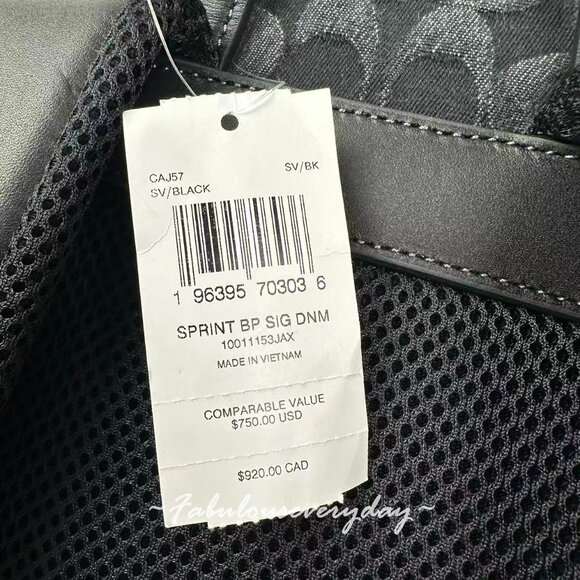 CAJ57 SV/BK
SV/BLACK
1 96395 70303 6
SPRINT BP SIG DNM
10011153JAX
MADE IN VIETNAM
COMPARABLE VALUE
$750.00 USD
$920.00 CAD
~Fabulouseveryday~